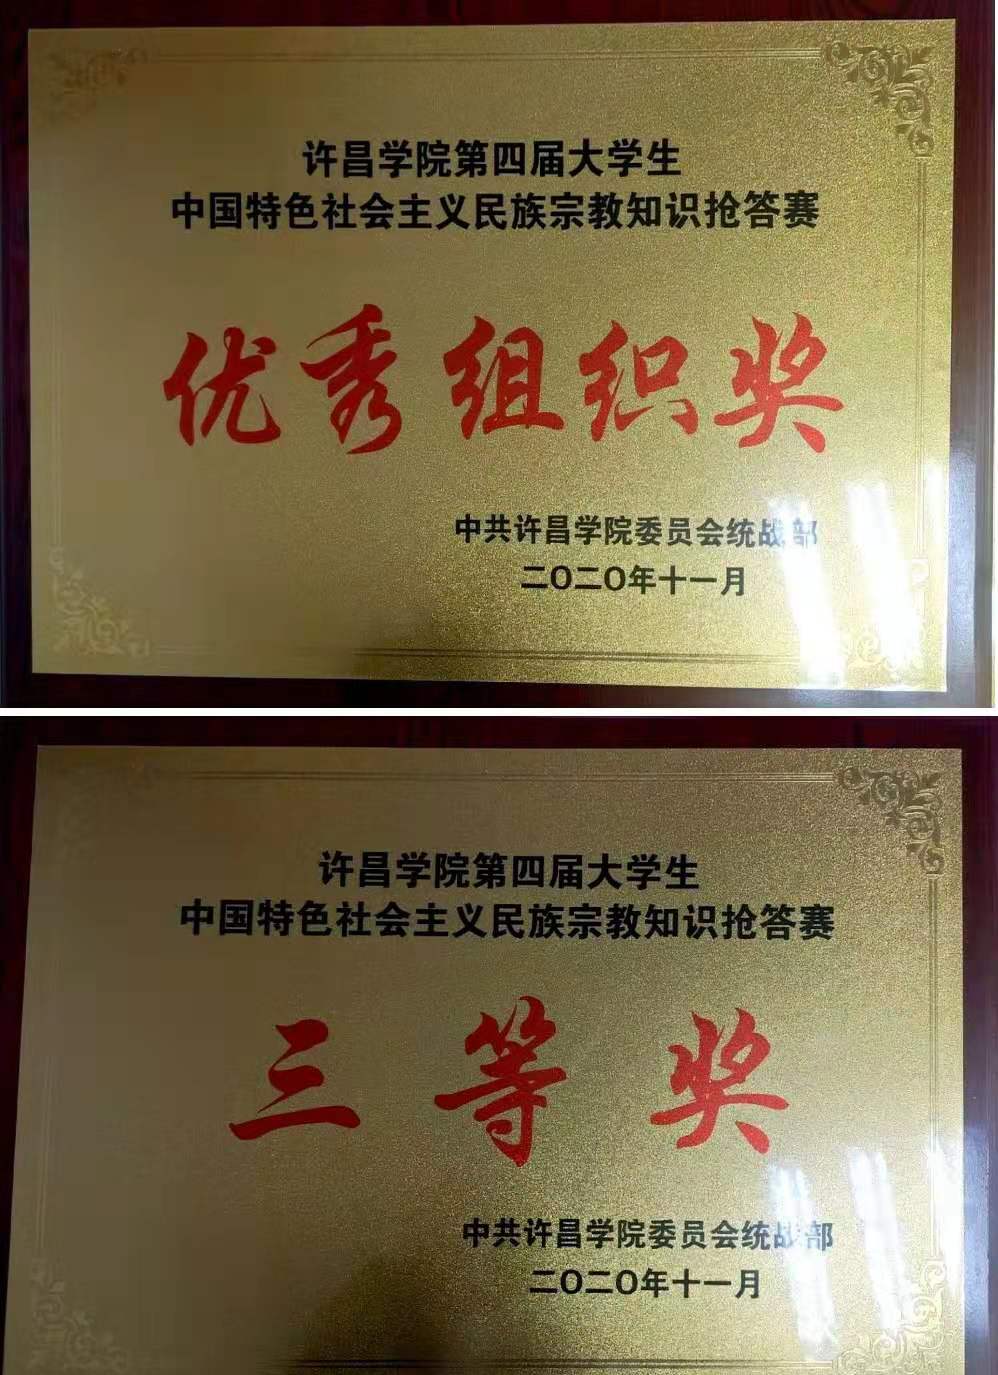 许昌学院第四届大学生
中国特色社会主义民族宗教知识抢答赛
优秀组织奖
中共许昌学院委员会统战部
二〇二〇年十一月
许昌学院第四届大学生
中国特色社会主义民族宗教知识抢答赛
三等奖
中共许昌学院委员会统战部
二〇二〇年十一月